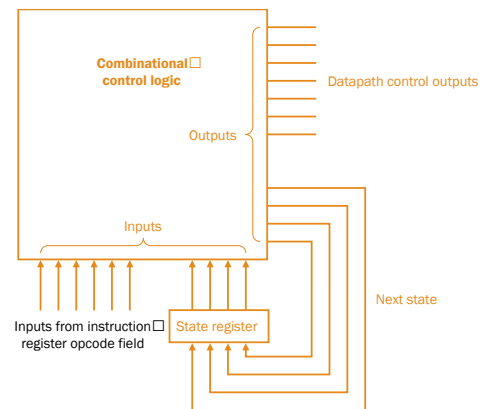 Combinational□
control logic
Datapath control outputs
Outputs
Inputs
Next state
Inputs from instruction□
register opcode field
State register